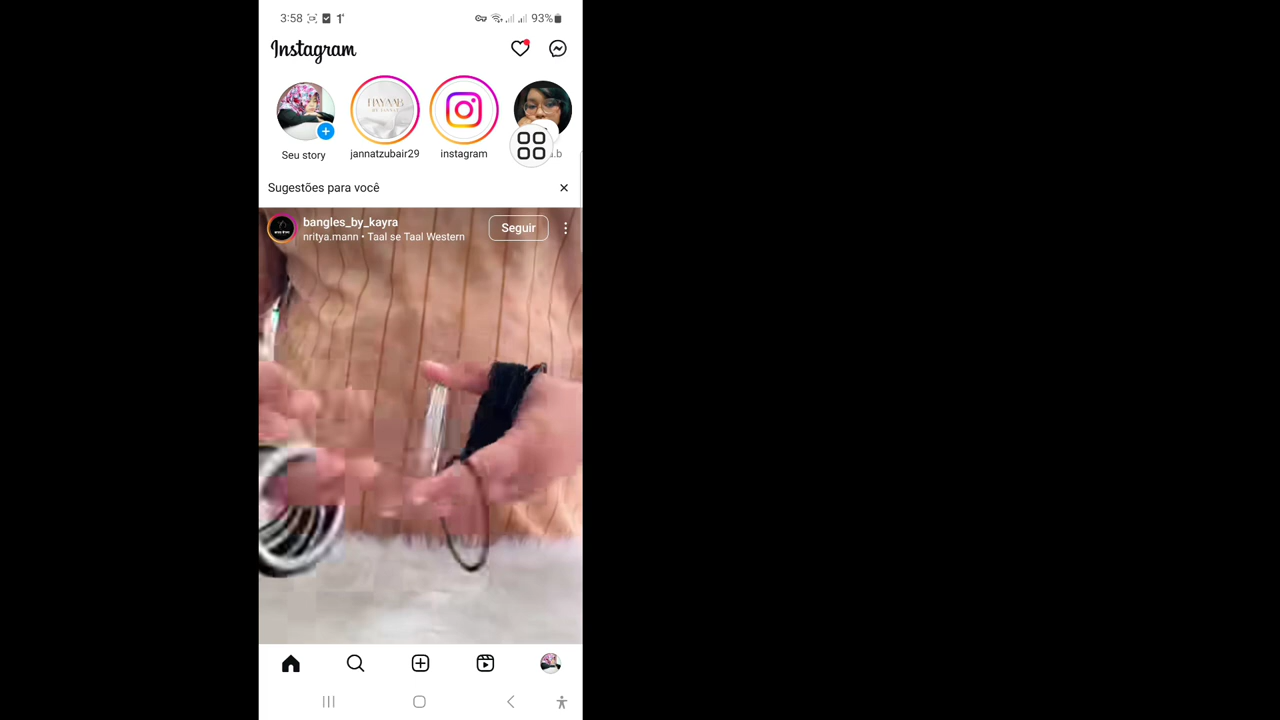 3:58
93%
Instagram
HAYAAB
Seu story
jannatzubair29
instagram
Sugestões para você
bangles_by_kayra
Seguir
nritya.mann • Taal se Taal Western